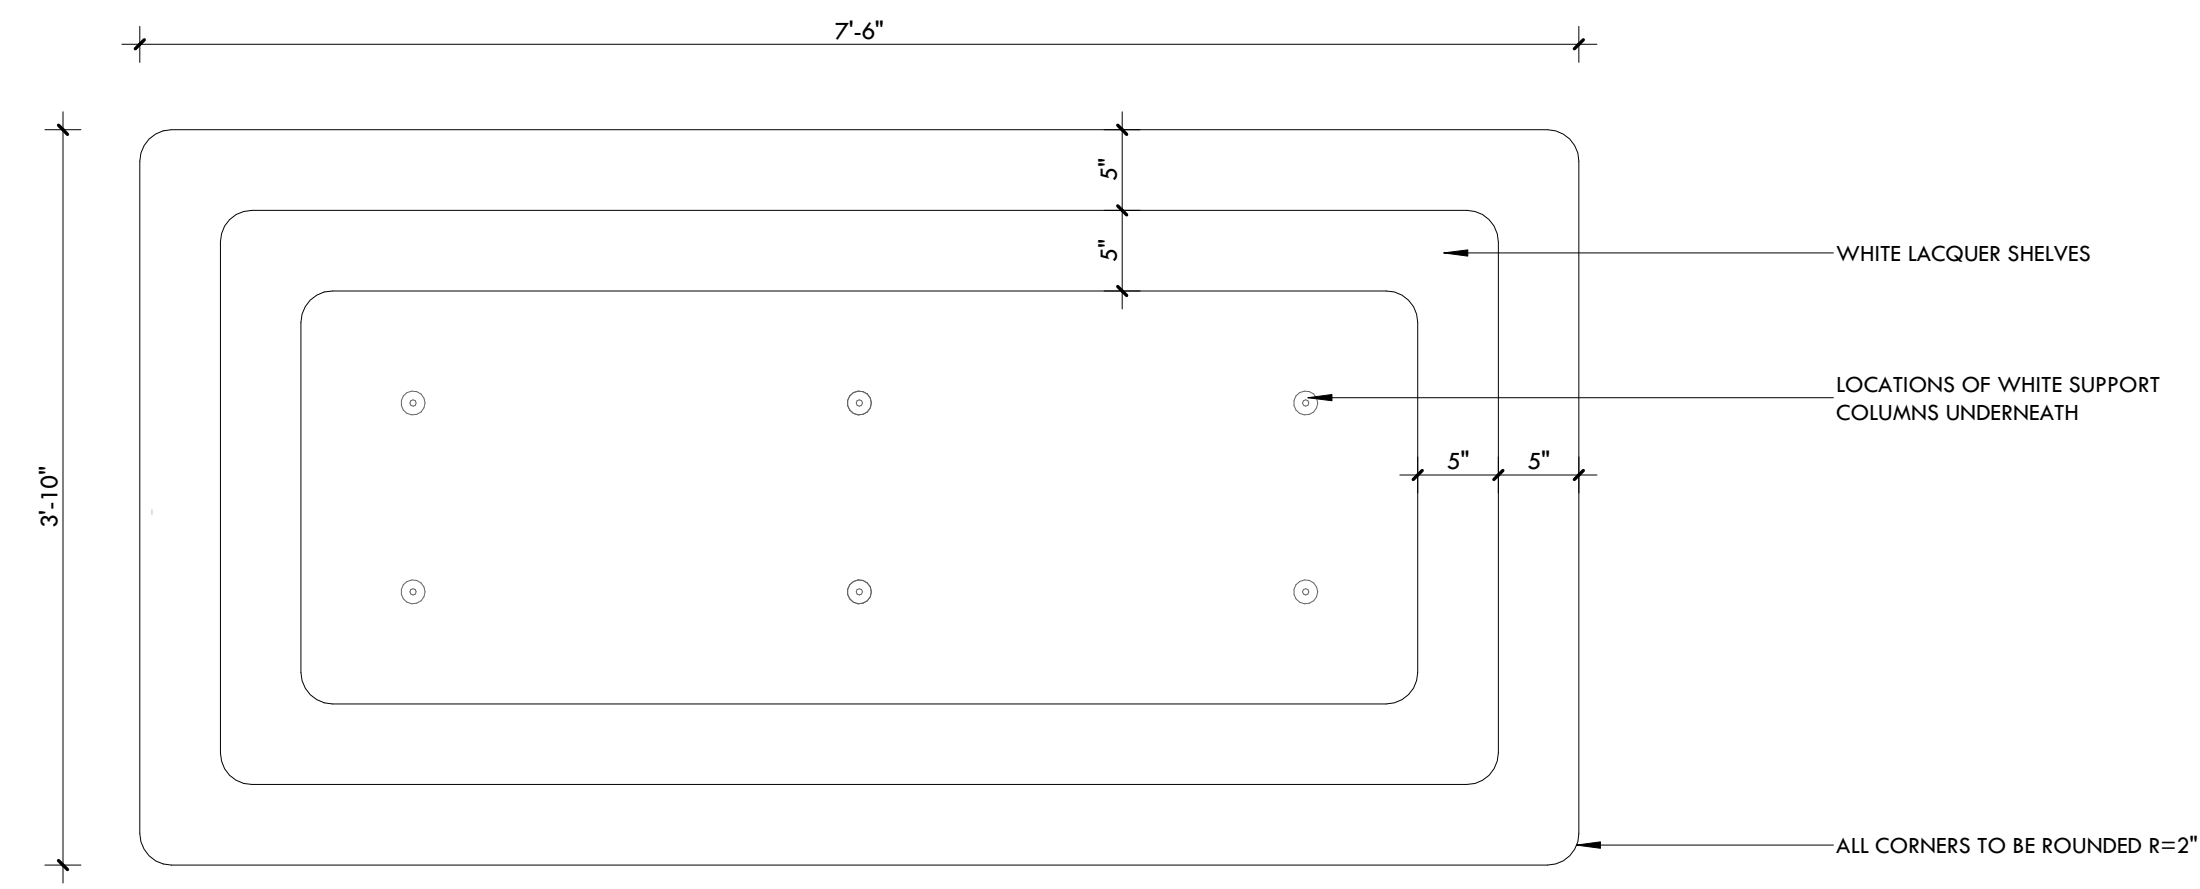 7'-6"
5"
5"
WHITE LACQUER SHELVES
LOCATIONS OF WHITE SUPPORT
COLUMNS UNDERNEATH
3'-10"
5"
5"
ALL CORNERS TO BE ROUNDED R=2"